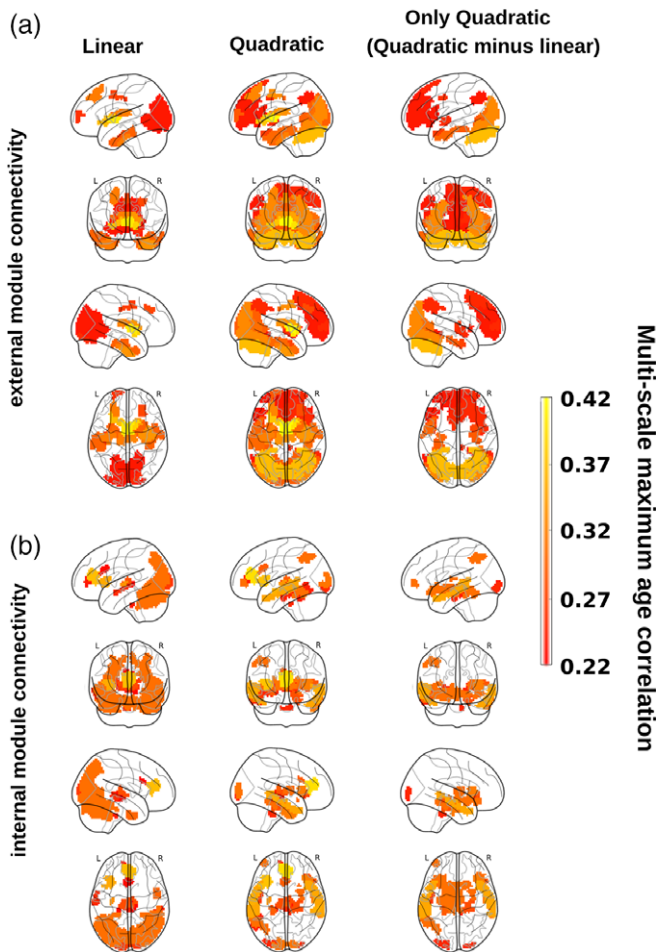 (a)
Linear
Quadratic
Only Quadratic
(Quadratic minus linear)
external module connectivity
L R
L R
L R
L R
L R
L R
Multi-scale maximum age correlation
0.42
0.37
0.32
0.27
0.22
(b)
internal module connectivity
L R
L R
L R
L R
L R
L R